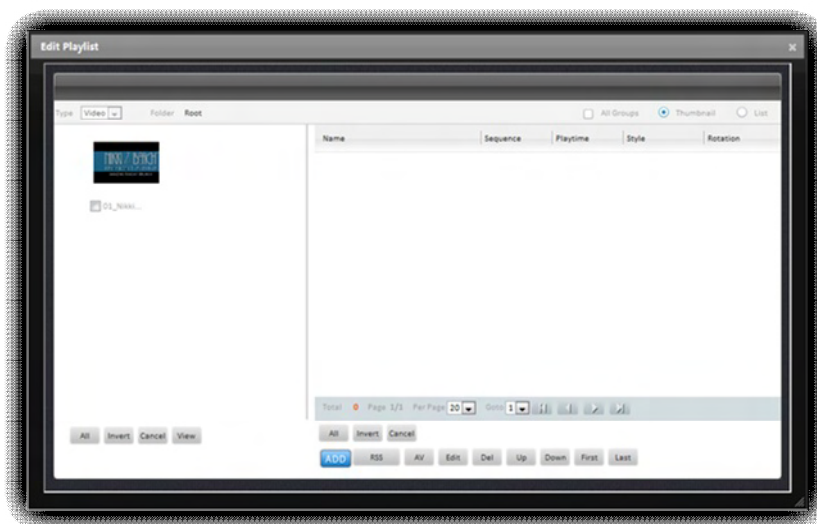 Edit Playlist
Type Video Folder Root All Groups Thumbnail List
Name Sequence Playtime Style Rotation
01_Nikki...
Total 0 Page 1/1 Per Page 20 Goto 1
All Invert Cancel View
All Invert Cancel
ADD RSS AV Edit Del Up Down First Last